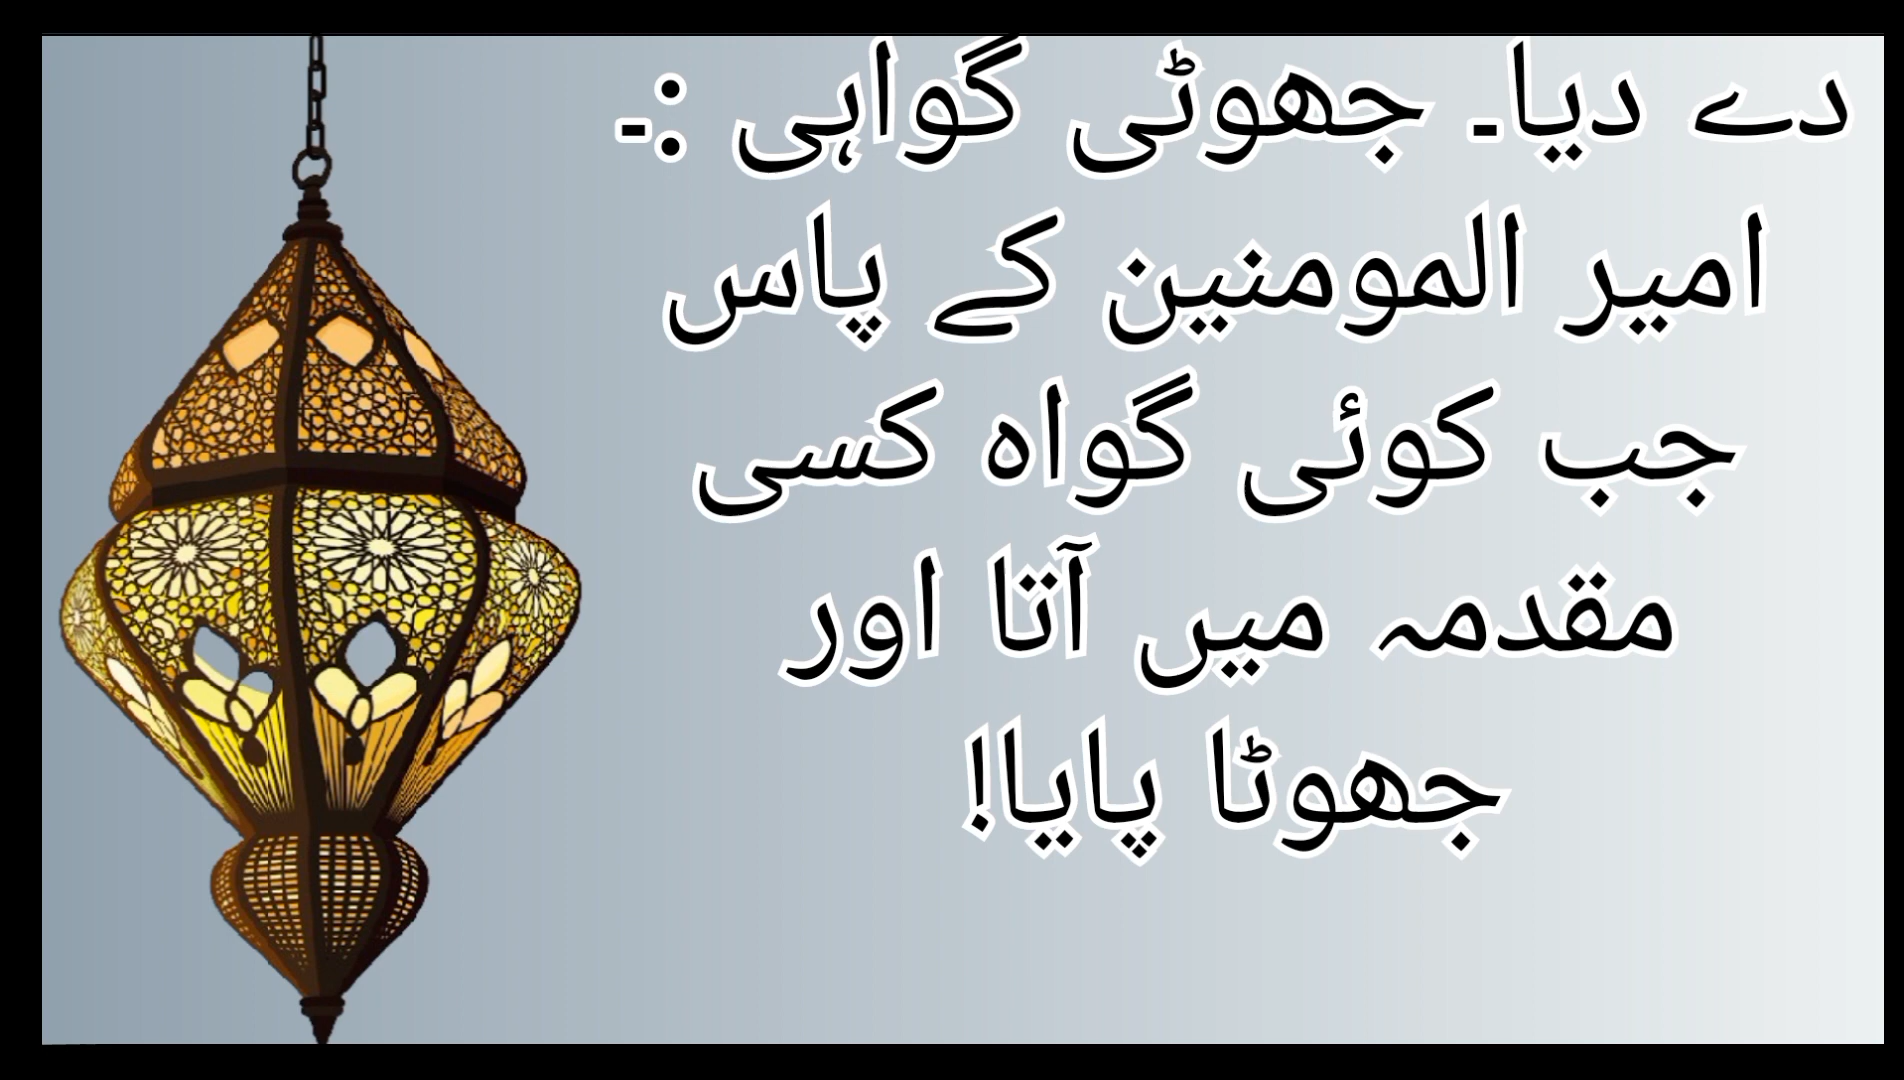 دے دیا۔ جھوٹی گواہی :۔
امیر المومنین کے پاس
جب کوئی گواہ کسی
مقدمہ میں آتا اور
جھوٹا پایا!